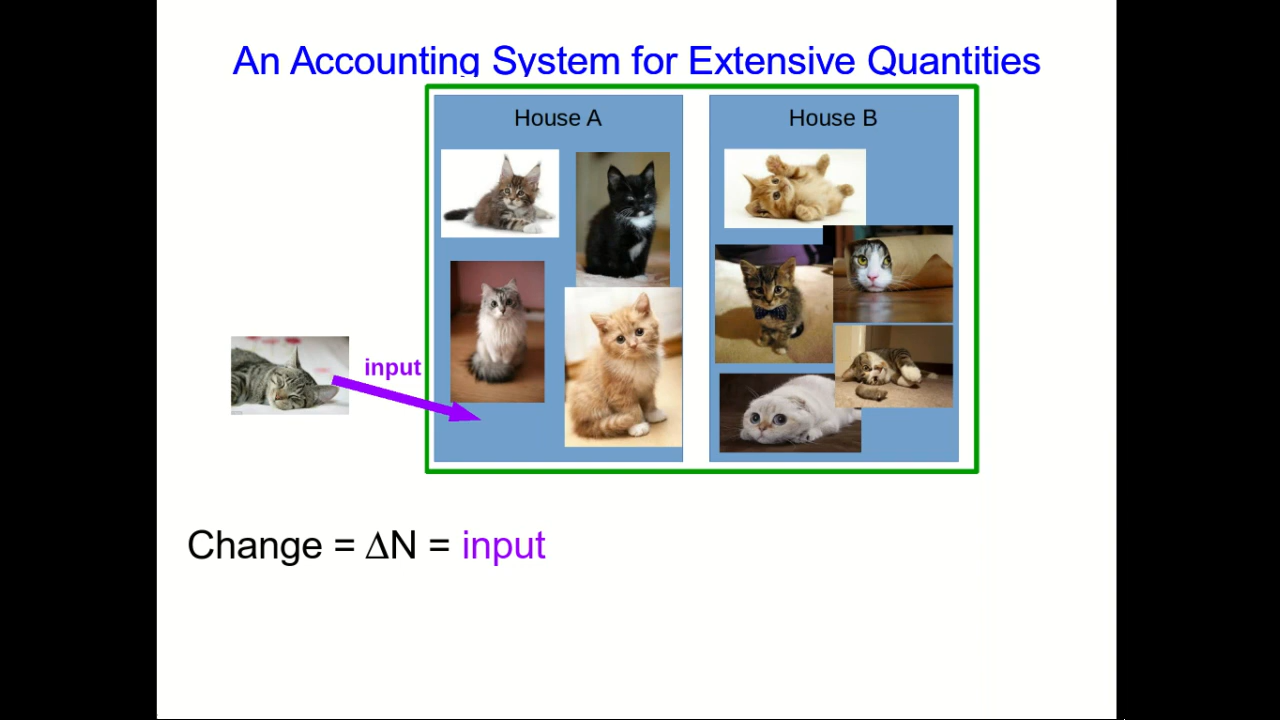 An Accounting System for Extensive Quantities
House A
House B
input
Change = ΔN = input